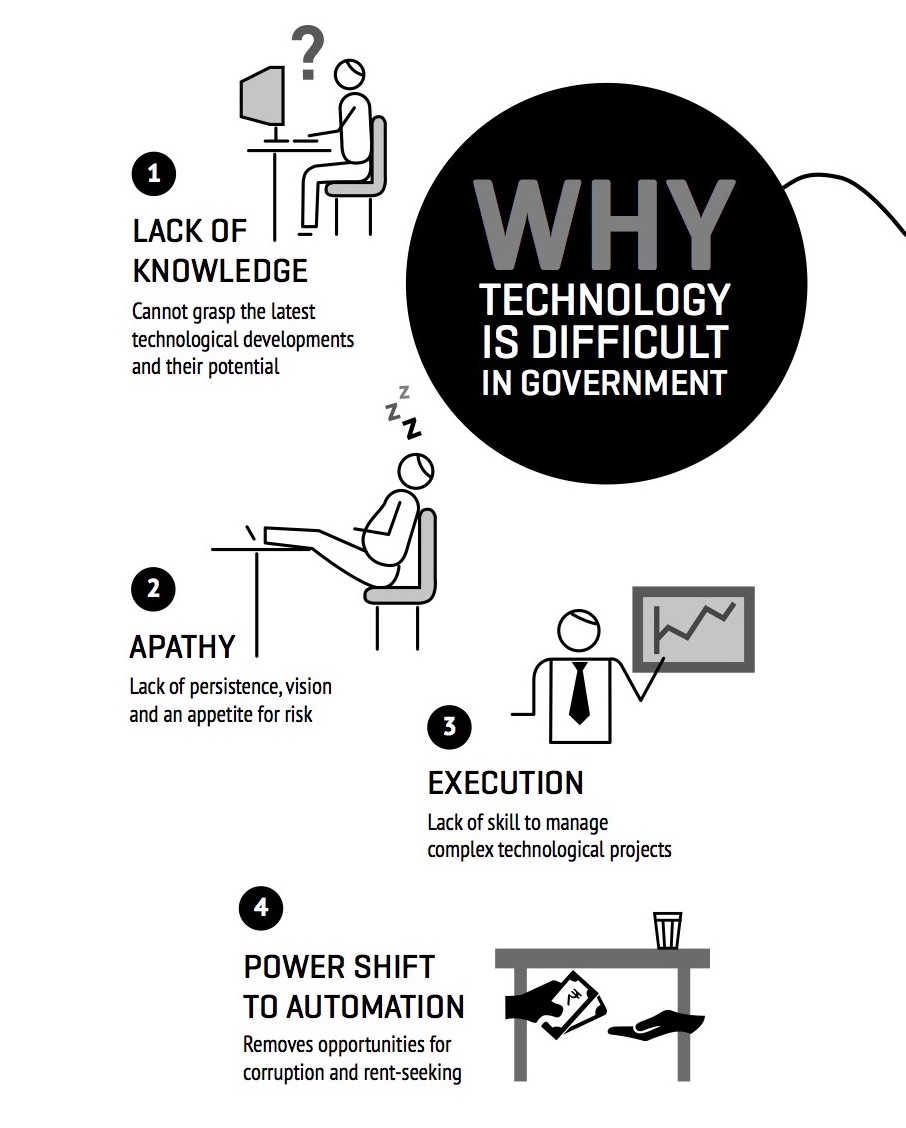 WHY
TECHNOLOGY
IS DIFFICULT
IN GOVERNMENT
?
1
LACK OF
KNOWLEDGE
Cannot grasp the latest
technological developments
and their potential
z
z
z
2
APATHY
Lack of persistence, vision
and an appetite for risk
3
EXECUTION
Lack of skill to manage
complex technological projects
4
POWER SHIFT
TO AUTOMATION
Removes opportunities for
corruption and rent-seeking
₹